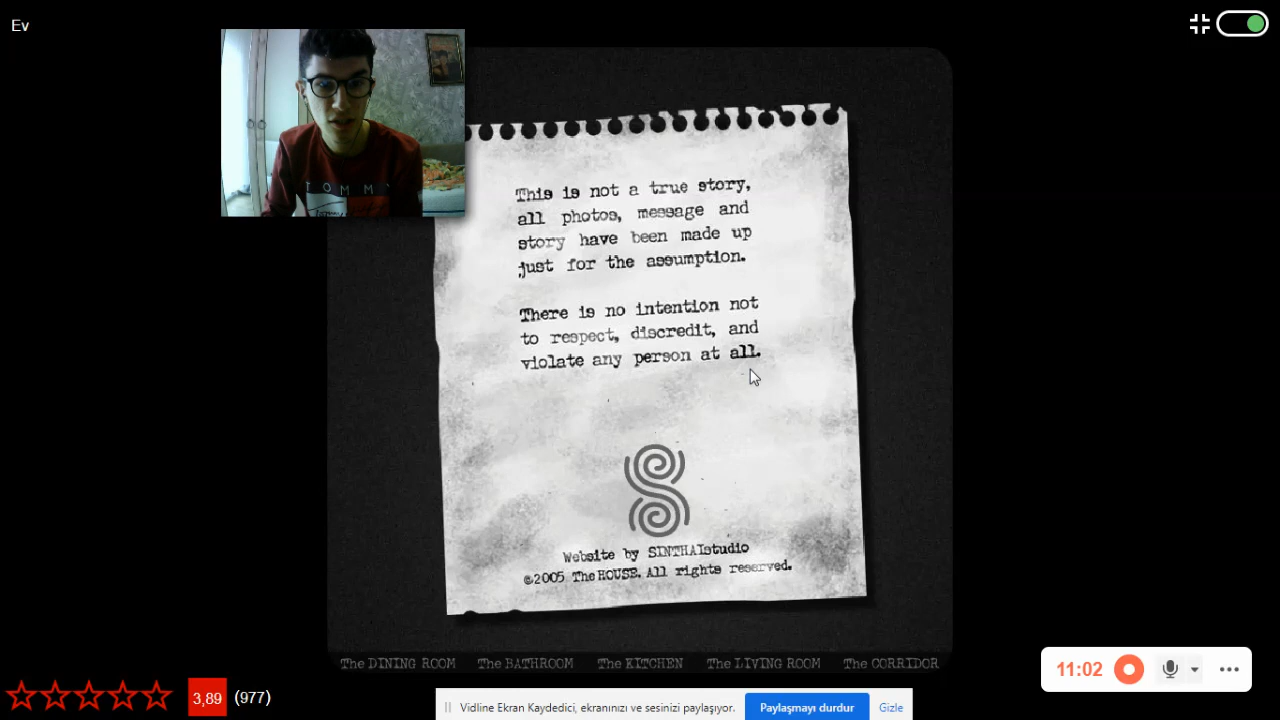 Ev
TOMM
This is not a true story,
all photos, message and
story have been made up
just for the assumption.
There is no intention not
to respect, discredit, and
violate any person at all.
Website by SINTHAIstudio
©2005 The HOUSE. All rights reserved.
The DINING ROOM The BATHROOM The KITCHEN The LIVING ROOM The CORRIDOR
11:02
3,89 (977)
Vidline Ekran Kaydedici, ekranınızı ve sesinizi paylaşıyor. Paylaşmayı durdur Gizle